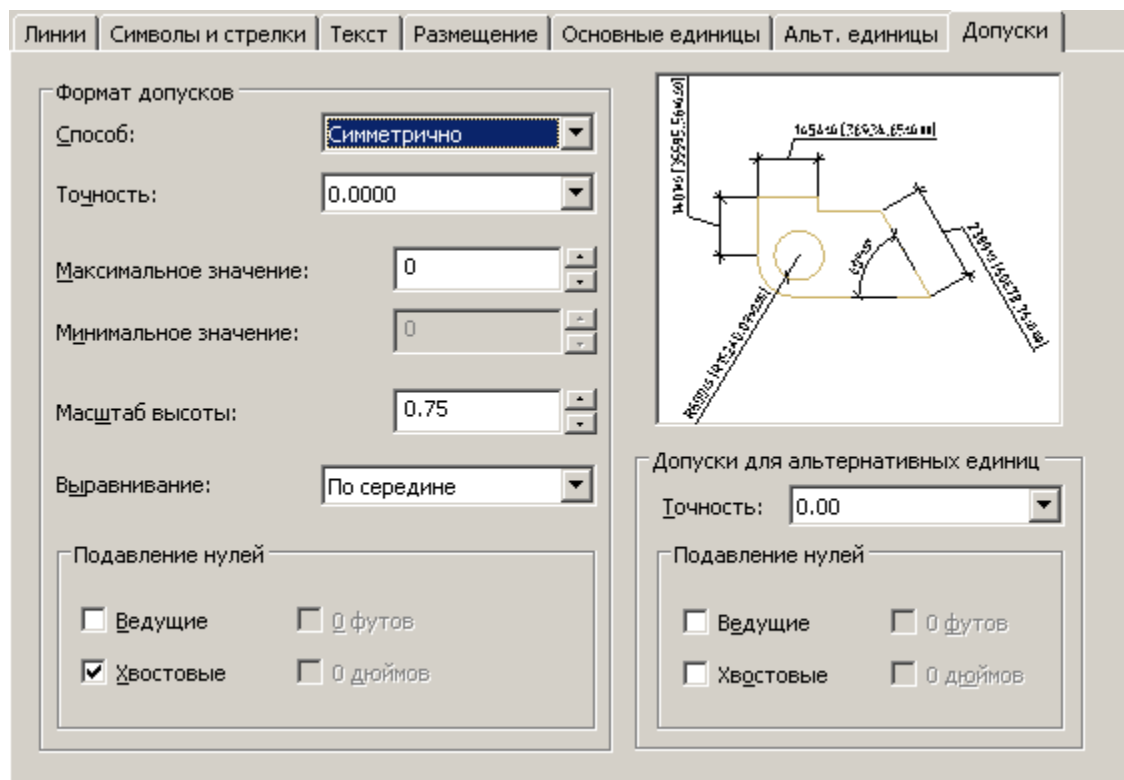 Линии Символы и стрелки Текст Размещение Основные единицы Альт. единицы Допуски
Формат допусков
Способ: Симметрично
Точность: 0.0000
Максимальное значение: 0
Минимальное значение: 0
Масштаб высоты: 0.75
Выравнивание: По середине
Подавление нулей
Ведущие 0 футов
Хвостовые 0 дюймов
Допуски для альтернативных единиц
Точность: 0.00
Подавление нулей
Ведущие 0 футов
Хвостовые 0 дюймов